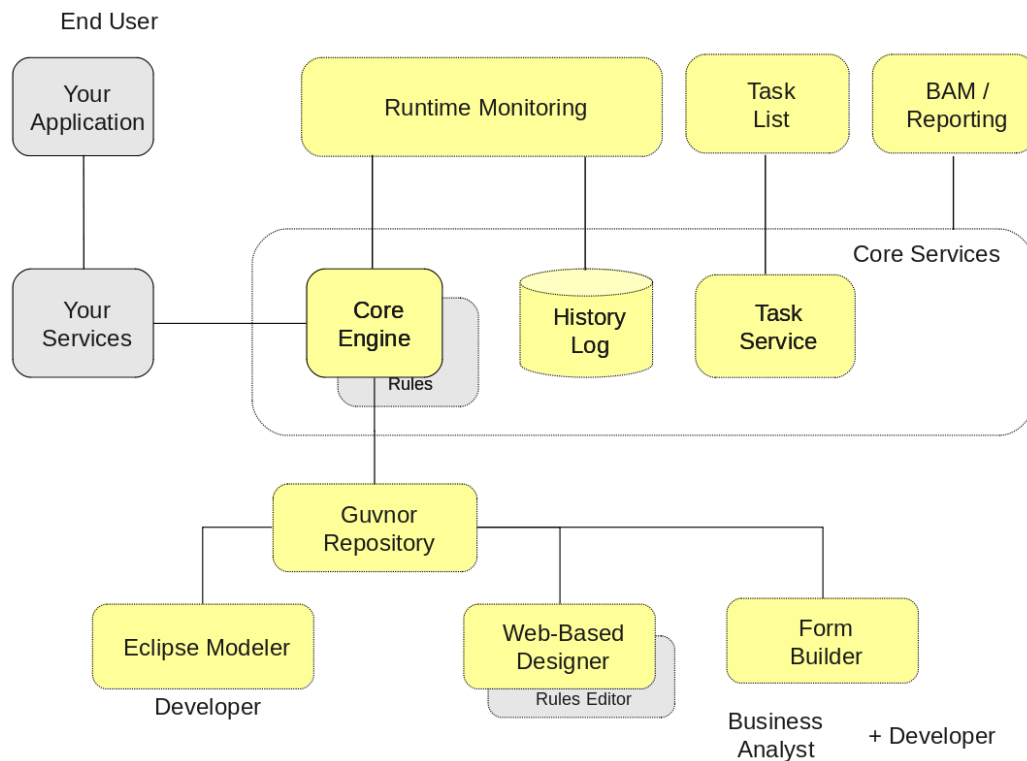 End User
Your
Application
Runtime Monitoring
Task
List
BAM /
Reporting
Core Services
Your
Services
Core
Engine
Rules
History
Log
Task
Service
Guvnor
Repository
Eclipse Modeler
Developer
Web-Based
Designer
Rules Editor
Form
Builder
Business
Analyst
+ Developer